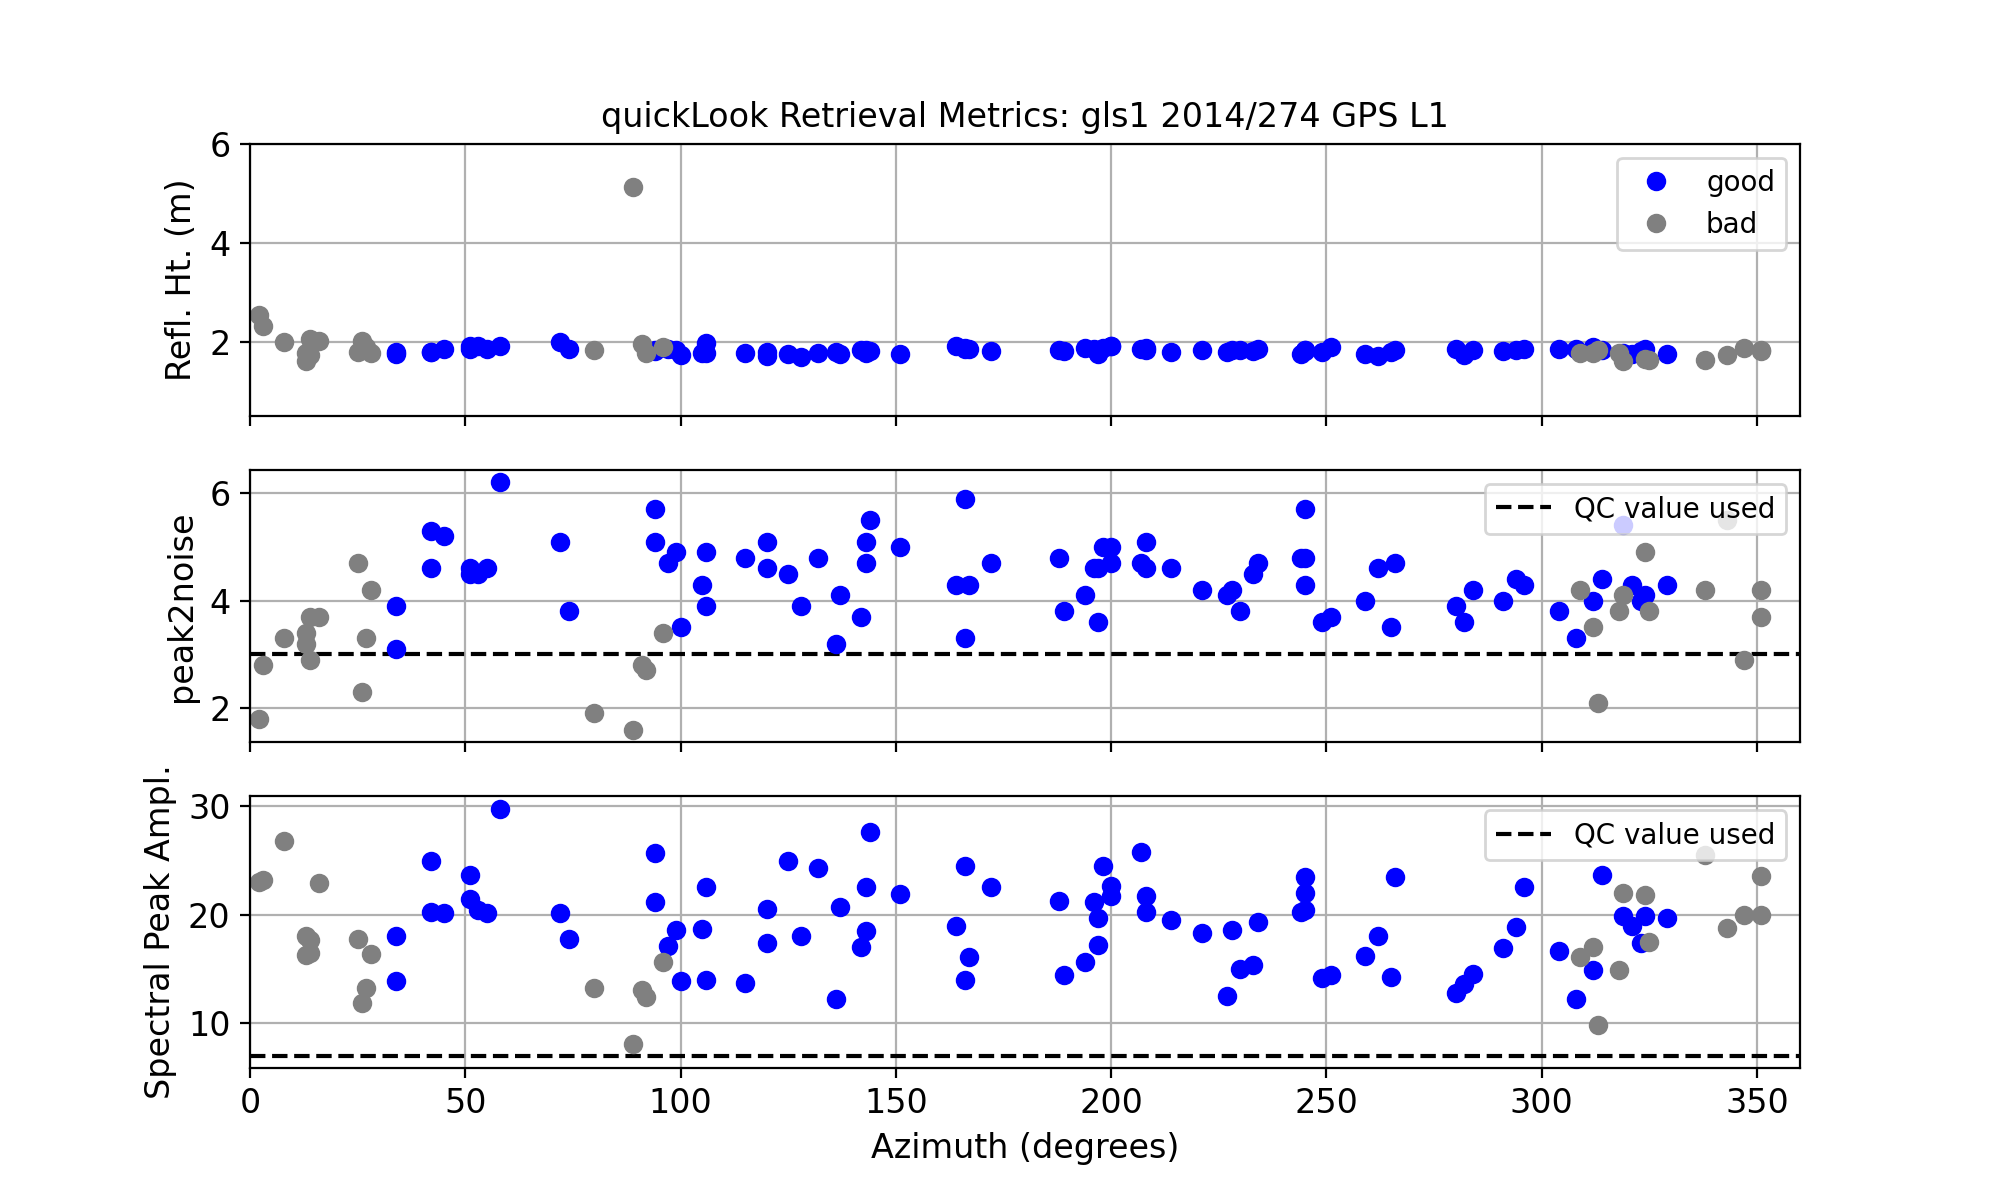 quickLook Retrieval Metrics: gls1 2014/274 GPS L1
Refl. Ht. (m)
6
4
2
good
bad
peak2noise
6
4
2
QC value used
Spectral Peak Ampl.
30
20
10
QC value used
0 50 100 150 200 250 300 350
Azimuth (degrees)